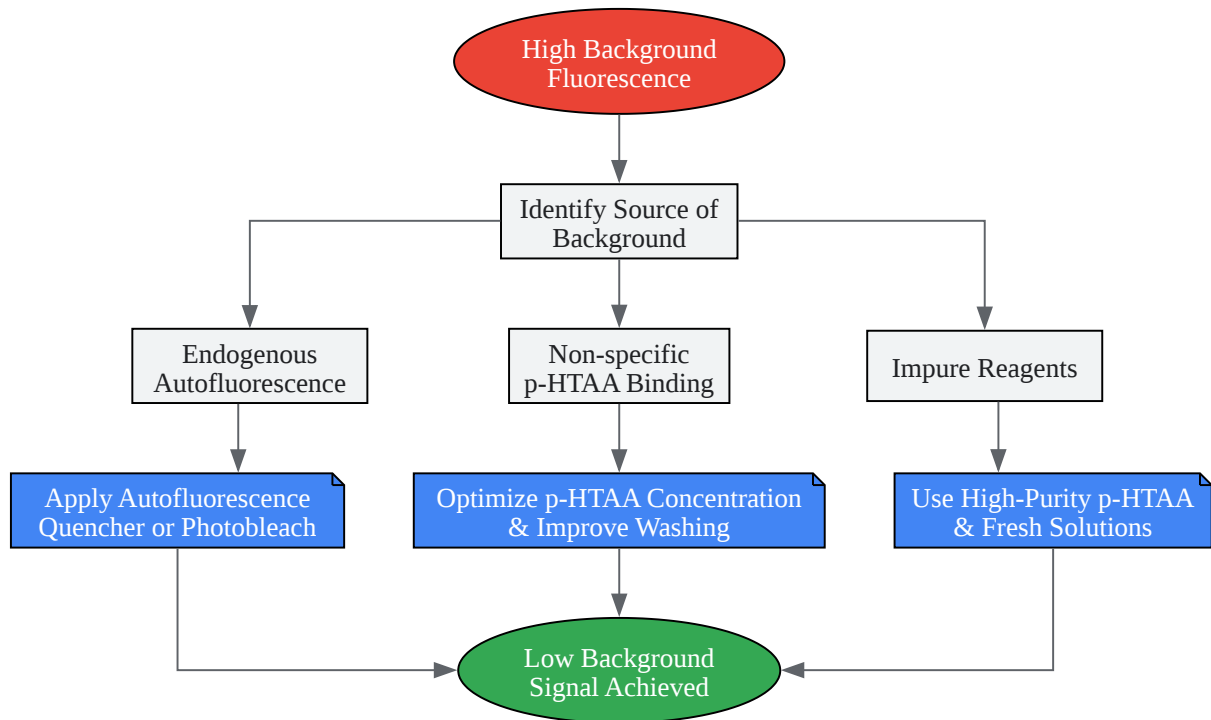 High Background
Fluorescence
Identify Source of
Background
Endogenous
Autofluorescence
Non-specific
p-HTAA Binding
Impure Reagents
Apply Autofluorescence
Quencher or Photobleach
Optimize p-HTAA Concentration
& Improve Washing
Use High-Purity p-HTAA
& Fresh Solutions
Low Background
Signal Achieved